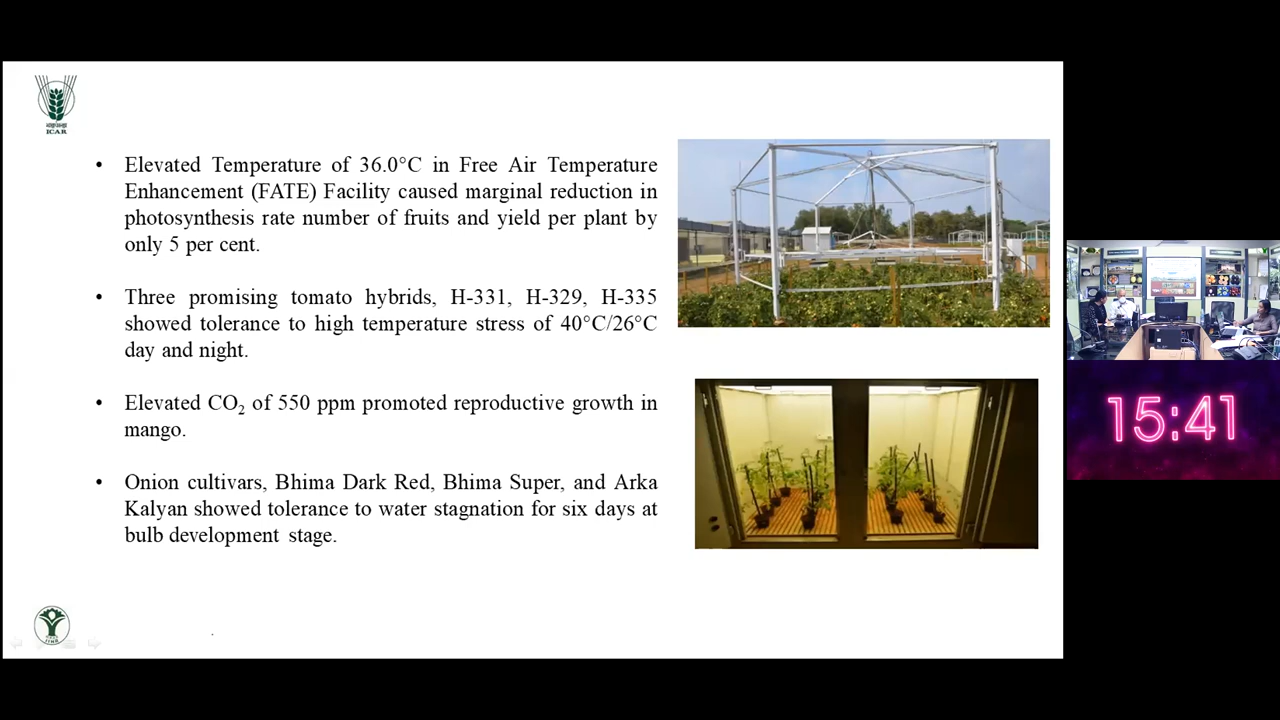 ICAR
• Elevated Temperature of 36.0°C in Free Air Temperature
Enhancement (FATE) Facility caused marginal reduction in
photosynthesis rate number of fruits and yield per plant by
only 5 per cent.
• Three promising tomato hybrids, H-331, H-329, H-335
showed tolerance to high temperature stress of 40°C/26°C
day and night.
• Elevated CO₂ of 550 ppm promoted reproductive growth in
mango.
• Onion cultivars, Bhima Dark Red, Bhima Super, and Arka
Kalyan showed tolerance to water stagnation for six days at
bulb development stage.
15:41